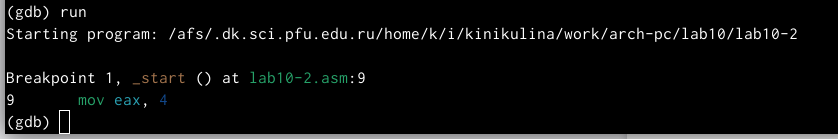 (gdb) run
Starting program: /afs/.dk.sci.pfu.edu.ru/home/k/i/kinikulina/work/arch-pc/lab10/lab10-2

Breakpoint 1, _start () at lab10-2.asm:9
9	mov eax, 4
(gdb)